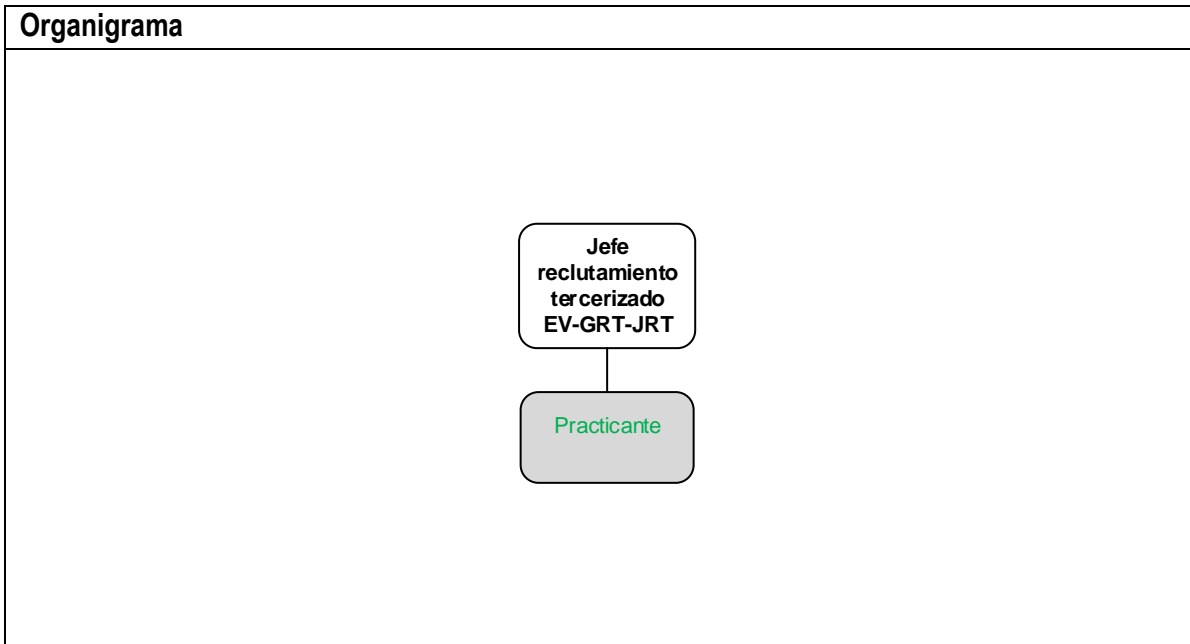 Organigrama
Jefe
reclutamiento
tercerizado
EV-GRT-JRT
Practicante